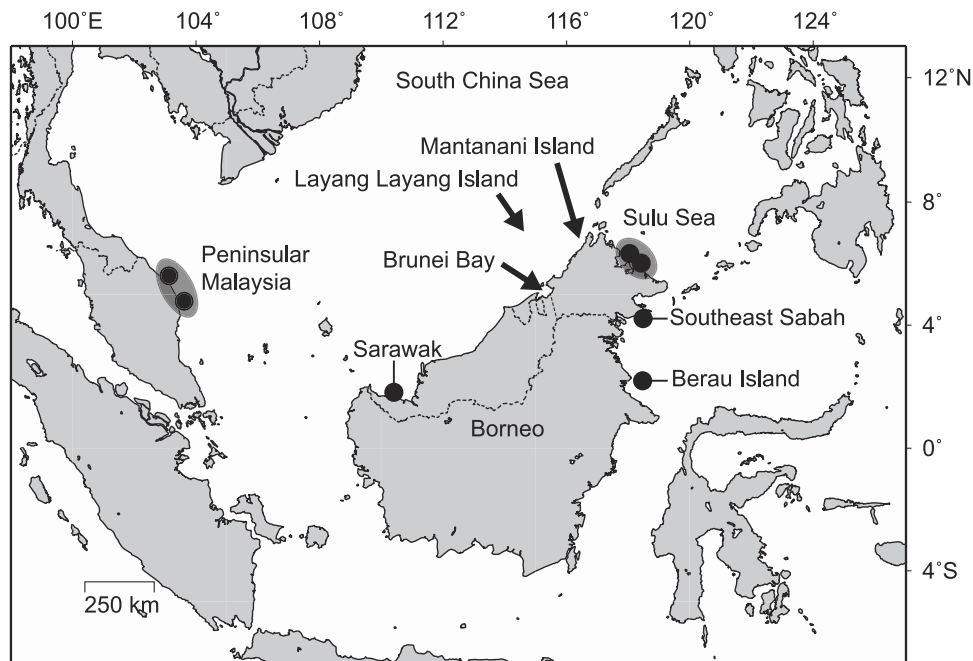 100˚E 104˚ 108˚ 112˚ 116˚ 120˚ 124˚
12˚N
South China Sea
Mantanani Island
Layang Layang Island
8˚
Sulu Sea
Peninsular
Malaysia
Brunei Bay
4˚
Southeast Sabah
Sarawak
Berau Island
Borneo
0˚
4˚S
250 km